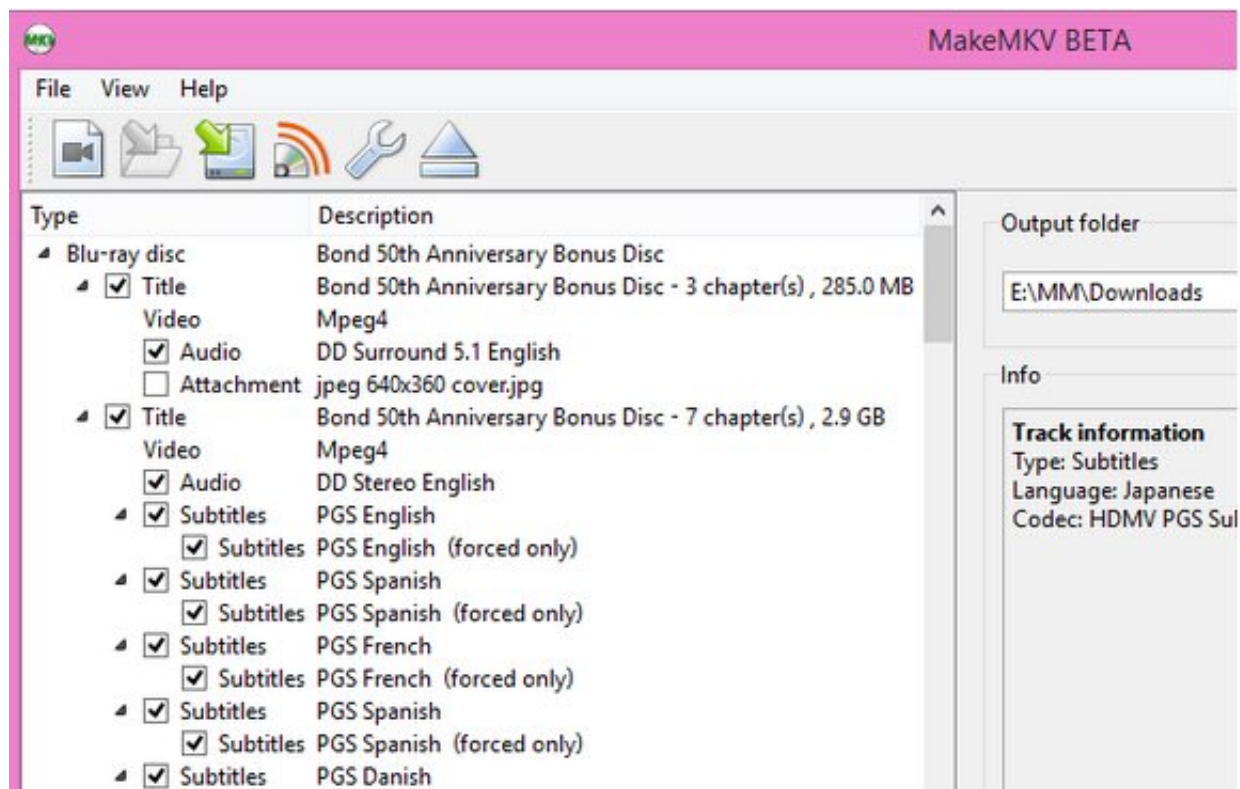 MKV
MakeMKV BETA
File View Help
Type Description
Blu-ray disc Bond 50th Anniversary Bonus Disc
Title Bond 50th Anniversary Bonus Disc - 3 chapter(s) , 285.0 MB
Video Mpeg4
Audio DD Surround 5.1 English
Attachment jpeg 640x360 cover.jpg
Title Bond 50th Anniversary Bonus Disc - 7 chapter(s) , 2.9 GB
Video Mpeg4
Audio DD Stereo English
Subtitles PGS English
Subtitles PGS English (forced only)
Subtitles PGS Spanish
Subtitles PGS Spanish (forced only)
Subtitles PGS French
Subtitles PGS French (forced only)
Subtitles PGS Spanish
Subtitles PGS Spanish (forced only)
Subtitles PGS Danish
Output folder
E:\MM\Downloads
Info
Track information
Type: Subtitles
Language: Japanese
Codec: HDMV PGS Sul